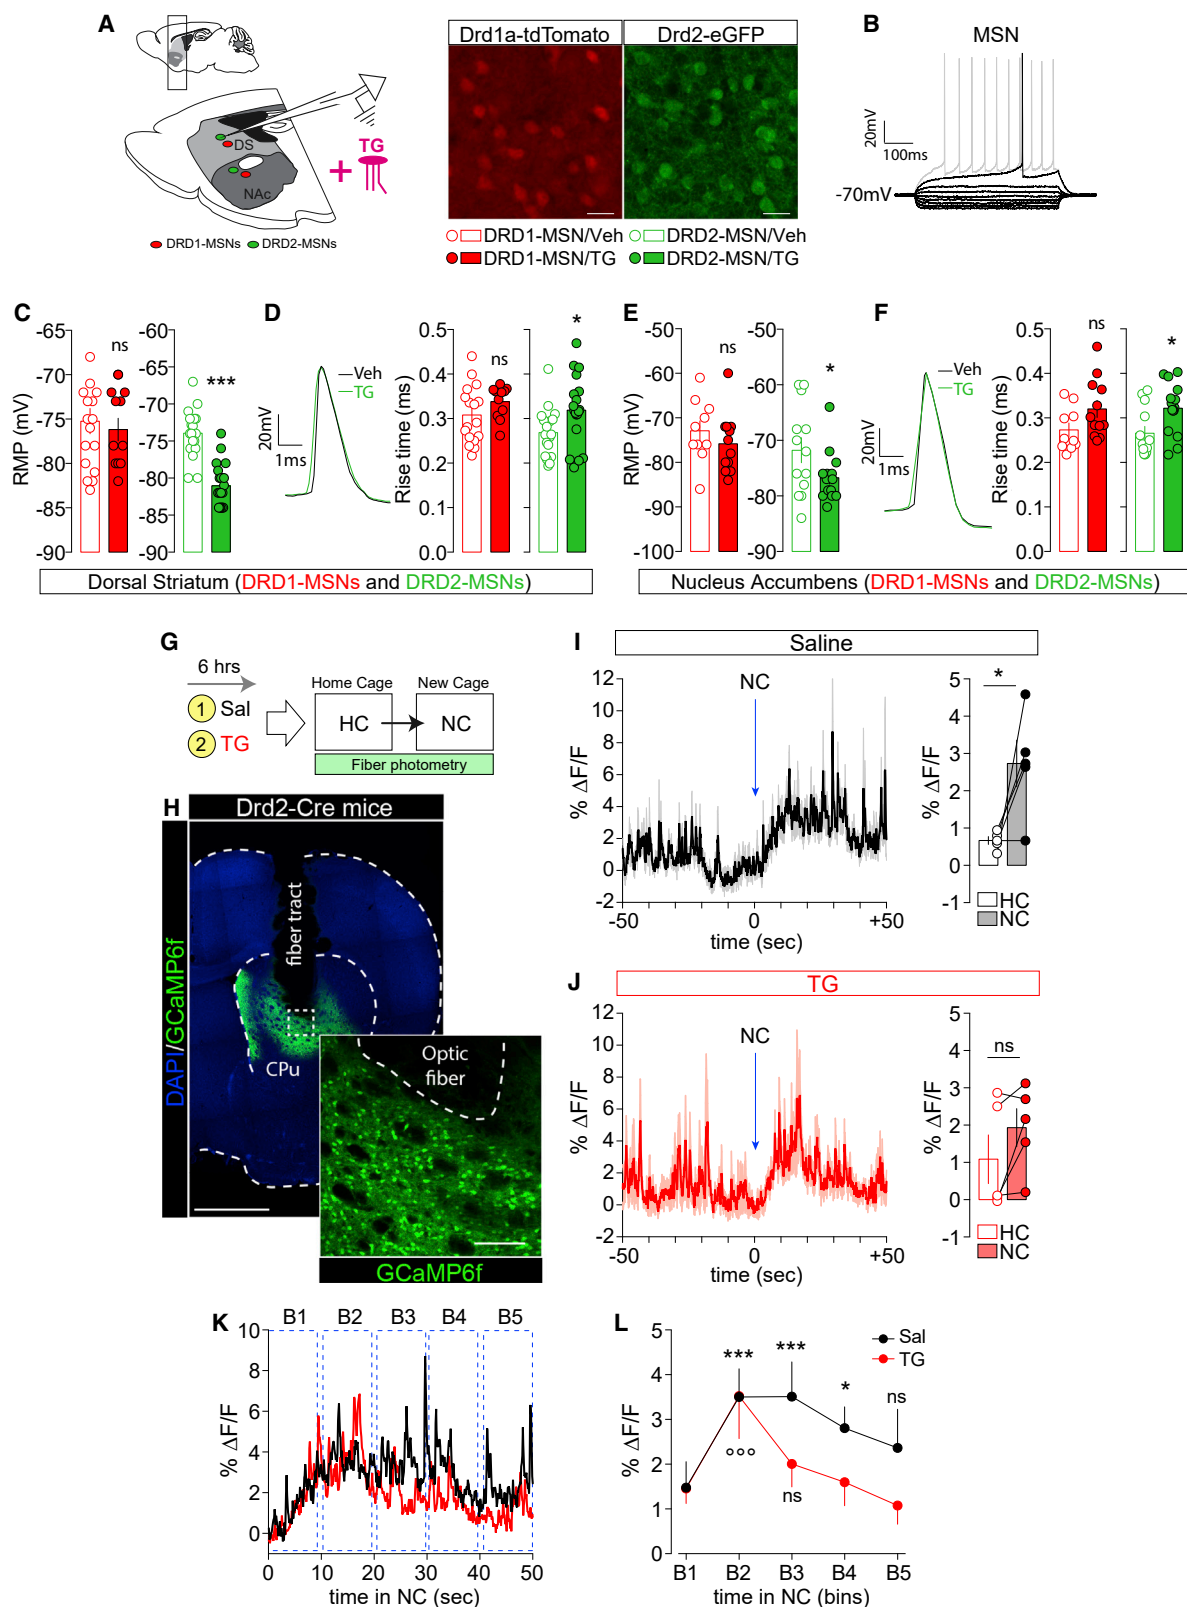 A
DS
NAc
TG
+
DRD1-MSNs DRD2-MSNs
Drd1a-tdTomato Drd2-eGFP
DRD1-MSN/Veh DRD2-MSN/Veh
DRD1-MSN/TG DRD2-MSN/TG
B
MSN
20mV
100ms
-70mV
C
RMP (mV)
-65
-70
-75
-80
-85
-90
ns
-60
-65
-70
-75
-80
-85
-90
***
D
Veh
TG
20mV
1ms
Rise time (ms)
0.5
0.4
0.3
0.2
0.1
0.0
ns
*
Dorsal Striatum (DRD1-MSNs and DRD2-MSNs)
E
RMP (mV)
-50
-60
-70
-80
-90
-100
ns
-50
-60
-70
-80
-90
*
F
Veh
TG
20mV
1ms
Rise time (ms)
0.5
0.4
0.3
0.2
0.1
0.0
ns
*
Nucleus Accumbens (DRD1-MSNs and DRD2-MSNs)
G
6 hrs
1 Sal
2 TG
Home Cage New Cage
HC NC
Fiber photometry
H
Drd2-Cre mice
DAPI/GCaMP6f
fiber tract
CPu
Optic
fiber
GCaMP6f
I
Saline
% ΔF/F
12
10
8
6
4
2
0
-2
NC
-50 0 +50
time (sec)
% ΔF/F
5
4
3
2
1
0
-1
*
HC
NC
J
TG
% ΔF/F
12
10
8
6
4
2
0
-2
NC
-50 0 +50
time (sec)
% ΔF/F
5
4
3
2
1
0
-1
ns
HC
NC
K
B1 B2 B3 B4 B5
% ΔF/F
10
8
6
4
2
0
0 10 20 30 40 50
time in NC (sec)
L
% ΔF/F
5
4
3
2
1
0
*** *** * ns
°°° ns
Sal
TG
B1 B2 B3 B4 B5
time in NC (bins)